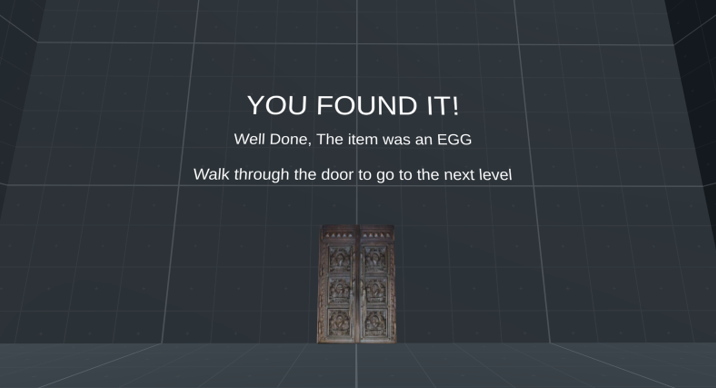 YOU FOUND IT!
Well Done, The item was an EGG
Walk through the door to go to the next level